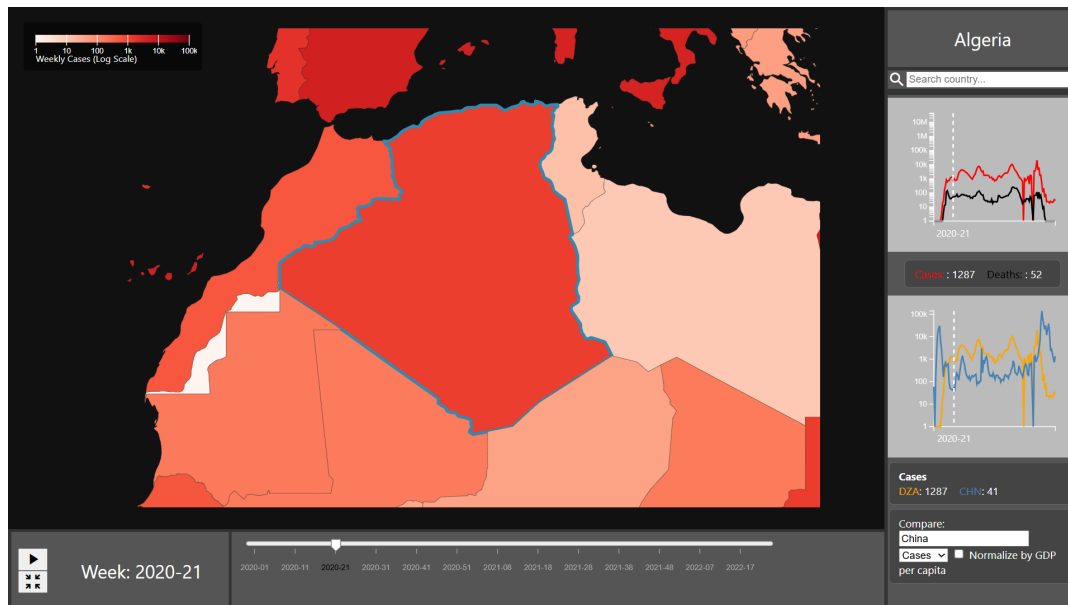 1 10 100 1k 10k 100k
Weekly Cases (Log Scale)
Algeria
Search country...
10M
1M
100k
10k
1k
100
10
1
2020-21
Cases: : 1287 Deaths: : 52
100k
10k
1k
100
10
1
2020-21
Cases
DZA: 1287 CHN: 41
Compare:
China
Cases Normalize by GDP
per capita
Week: 2020-21
2020-01 2020-11 2020-21 2020-31 2020-41 2020-51 2021-08 2021-18 2021-28 2021-38 2021-48 2022-07 2022-17